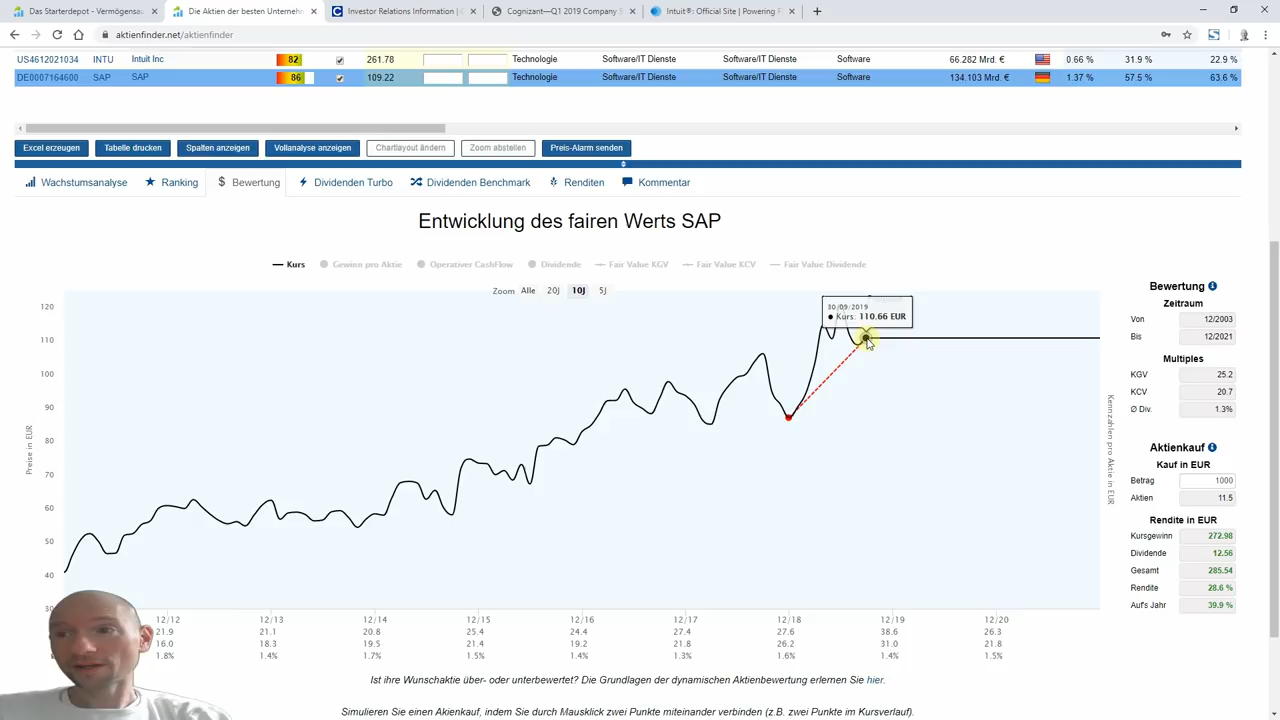 Das Starterdepot - Vermögensau
Die Aktien der besten Unternehm
Investor Relations Information | C
Cognizant—Q1 2019 Company S
Intuit®: Official Site | Powering P
aktienfinder.net/aktienfinder
US4612021034 INTU Intuit Inc 82 261.78 Technologie Software/IT Dienste Software/IT Dienste Software 66.282 Mrd. € 0.66 % 31.9 % 22.9 %
DE0007164600 SAP SAP 86 109.22 Technologie Software/IT Dienste Software/IT Dienste Software 134.103 Mrd. € 1.37 % 57.5 % 63.6 %
Excel erzeugen Tabelle drucken Spalten anzeigen Vollanalyse anzeigen Chartlayout ändern Zoom abstellen Preis-Alarm senden
Wachstumsanalyse Ranking $ Bewertung Dividenden Turbo Dividenden Benchmark Renditen Kommentar
Entwicklung des fairen Werts SAP
Kurs Gewinn pro Aktie Operativer CashFlow Dividende Fair Value KGV Fair Value KCV Fair Value Dividende
Zoom Alle 20J 10J 5J
30/09/2019
Kurs: 110.66 EUR
120
110
100
90
80
70
60
50
40
30
Preise in EUR
Kennzahlen pro Aktie in EUR
12/12 12/13 12/14 12/15 12/16 12/17 12/18 12/19 12/20
21.9 21.1 20.8 25.4 24.4 27.4 27.6 38.6 26.3
16.0 18.3 19.5 21.4 19.2 21.8 26.2 31.0 21.8
1.8% 1.4% 1.7% 1.5% 1.4% 1.3% 1.6% 1.4% 1.5%
Bewertung
Zeitraum
Von 12/2003
Bis 12/2021
Multiples
KGV 25.2
KCV 20.7
Ø Div. 1.3%
Aktienkauf
Kauf in EUR
Betrag 1000
Aktien 11.5
Rendite in EUR
Kursgewinn 272.98
Dividende 12.56
Gesamt 285.54
Rendite 28.6 %
Auf's Jahr 39.9 %
Ist ihre Wunschaktie über- oder unterbewertet? Die Grundlagen der dynamischen Aktienbewertung erlernen Sie hier.
Simulieren Sie einen Aktienkauf, indem Sie durch Mausklick zwei Punkte miteinander verbinden (z.B. zwei Punkte im Kursverlauf).